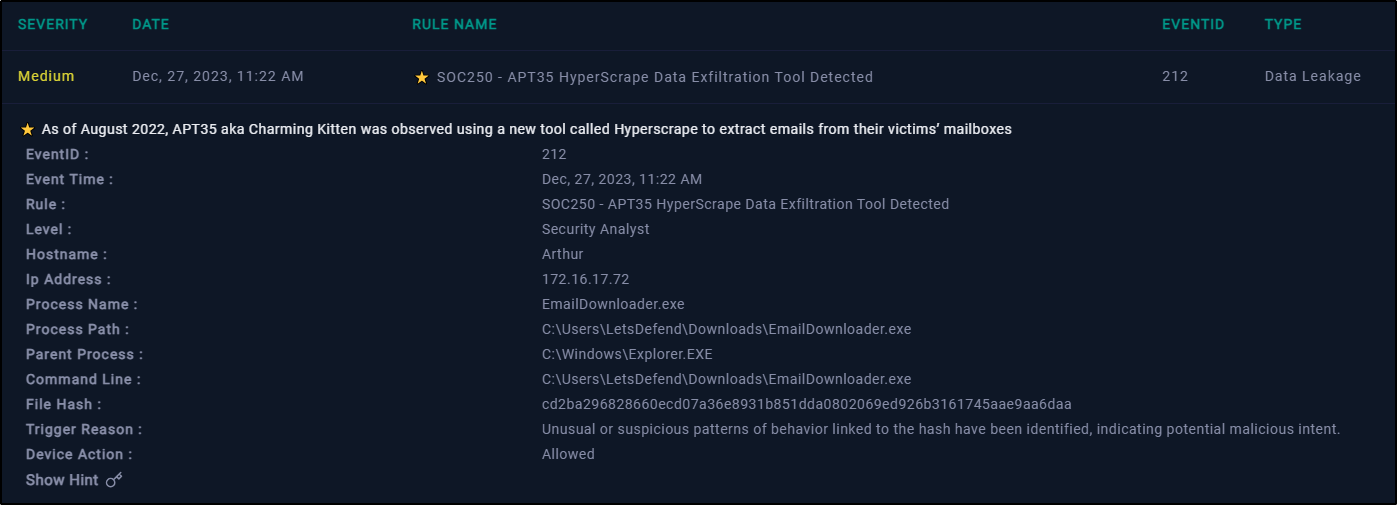 SEVERITY DATE RULE NAME EVENTID TYPE
Medium Dec, 27, 2023, 11:22 AM SOC250 - APT35 HyperScrape Data Exfiltration Tool Detected 212 Data Leakage
As of August 2022, APT35 aka Charming Kitten was observed using a new tool called Hyperscrape to extract emails from their victims’ mailboxes
EventID : 212
Event Time : Dec, 27, 2023, 11:22 AM
Rule : SOC250 - APT35 HyperScrape Data Exfiltration Tool Detected
Level : Security Analyst
Hostname : Arthur
Ip Address : 172.16.17.72
Process Name : EmailDownloader.exe
Process Path : C:\Users\LetsDefend\Downloads\EmailDownloader.exe
Parent Process : C:\Windows\Explorer.EXE
Command Line : C:\Users\LetsDefend\Downloads\EmailDownloader.exe
File Hash : cd2ba296828660ecd07a36e8931b851dda0802069ed926b3161745aae9aa6daa
Trigger Reason : Unusual or suspicious patterns of behavior linked to the hash have been identified, indicating potential malicious intent.
Device Action : Allowed
Show Hint